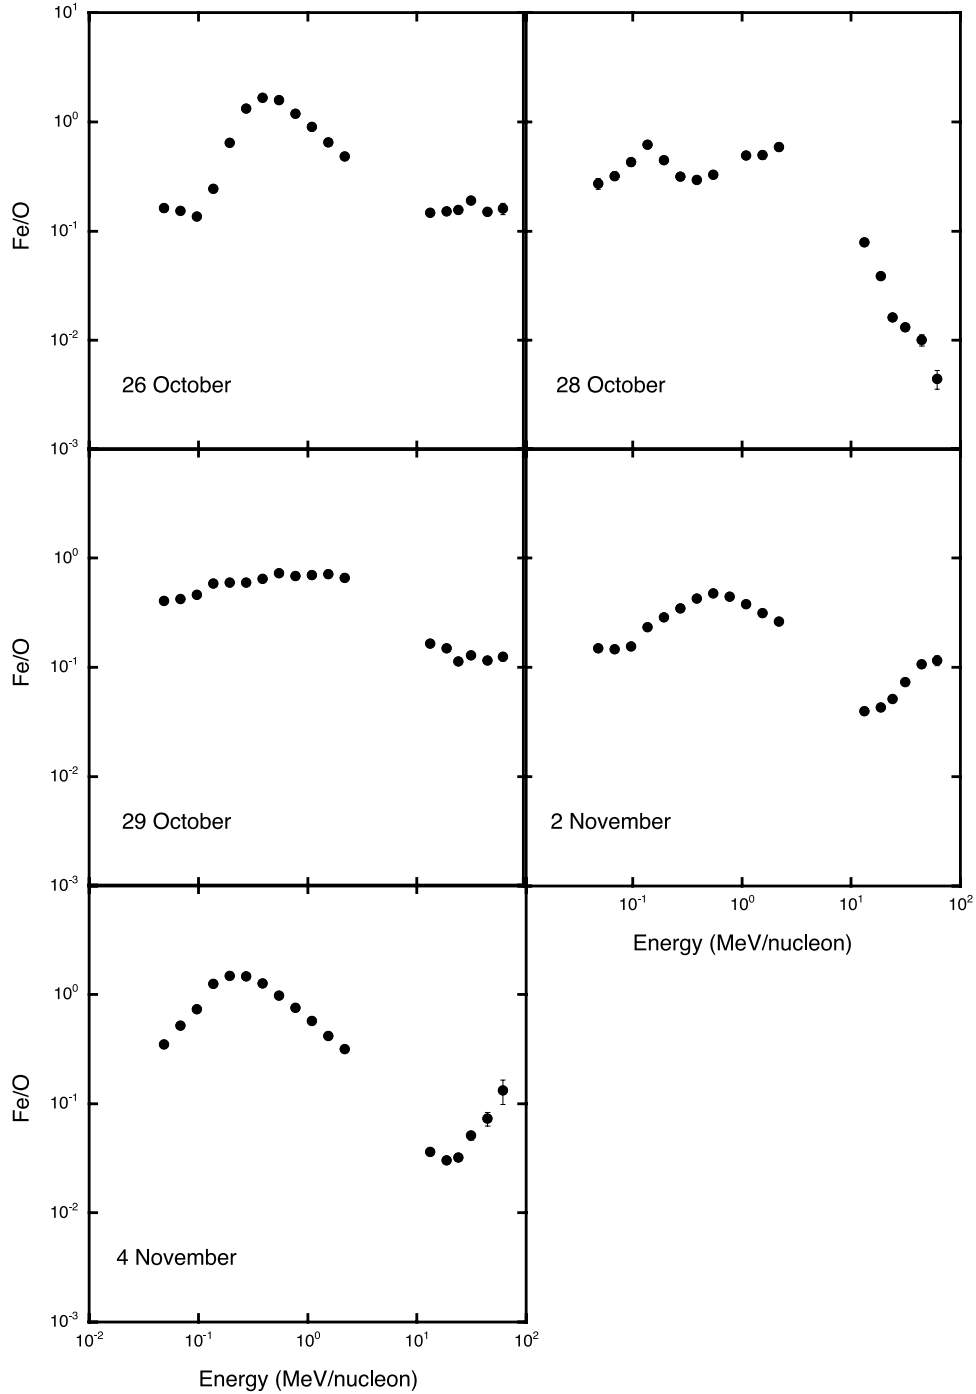 10^1
10^0
10^-1
10^-2
10^-3
Fe/O
26 October
28 October
10^0
10^-1
10^-2
10^-3
Fe/O
29 October
2 November
10^-1 10^0 10^1 10^2
Energy (MeV/nucleon)
10^0
10^-1
10^-2
10^-3
Fe/O
4 November
10^-2 10^-1 10^0 10^1 10^2
Energy (MeV/nucleon)